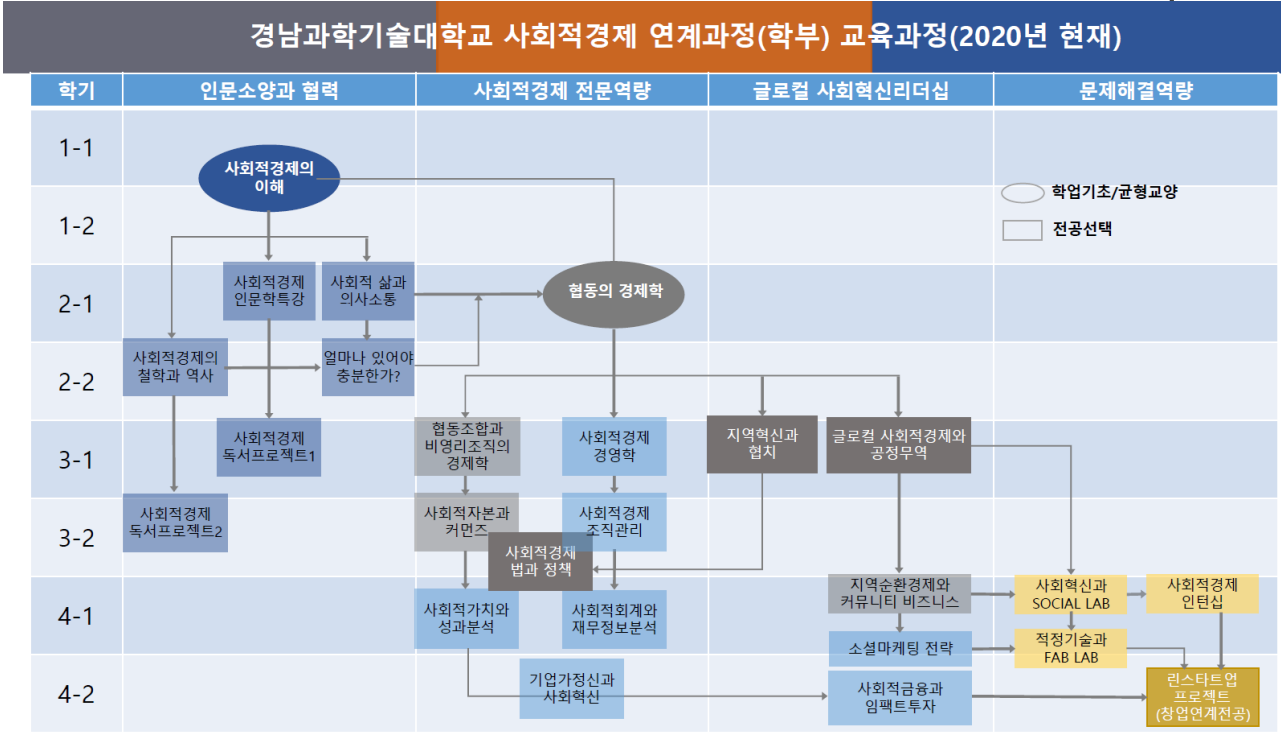 경남과학기술대학교 사회적경제 연계과정(학부) 교육과정(2020년 현재)
학기 인문소양과 협력 사회적경제 전문역량 글로컬 사회혁신리더십 문제해결역량
1-1
사회적경제의
이해
학업기초/균형교양
1-2
전공선택
사회적경제
인문학특강
사회적 삶과
의사소통
협동의 경제학
2-1
사회적경제의
철학과 역사
얼마나 있어야
충분한가?
2-2
사회적경제
독서프로젝트1
협동조합과
비영리조직의
경제학
사회적경제
경영학
지역혁신과
협치
글로컬 사회적경제와
공정무역
3-1
사회적경제
독서프로젝트2
사회적자본과
커먼즈
사회적경제
조직관리
3-2
사회적경제
법과 정책
사회적가치와
성과분석
사회적회계와
재무정보분석
지역순환경제와
커뮤니티 비즈니스
사회혁신과
SOCIAL LAB
사회적경제
인턴십
4-1
소셜마케팅 전략
적정기술과
FAB LAB
기업가정신과
사회혁신
사회적금융과
임팩트투자
린스타트업
프로젝트
(창업연계전공)
4-2